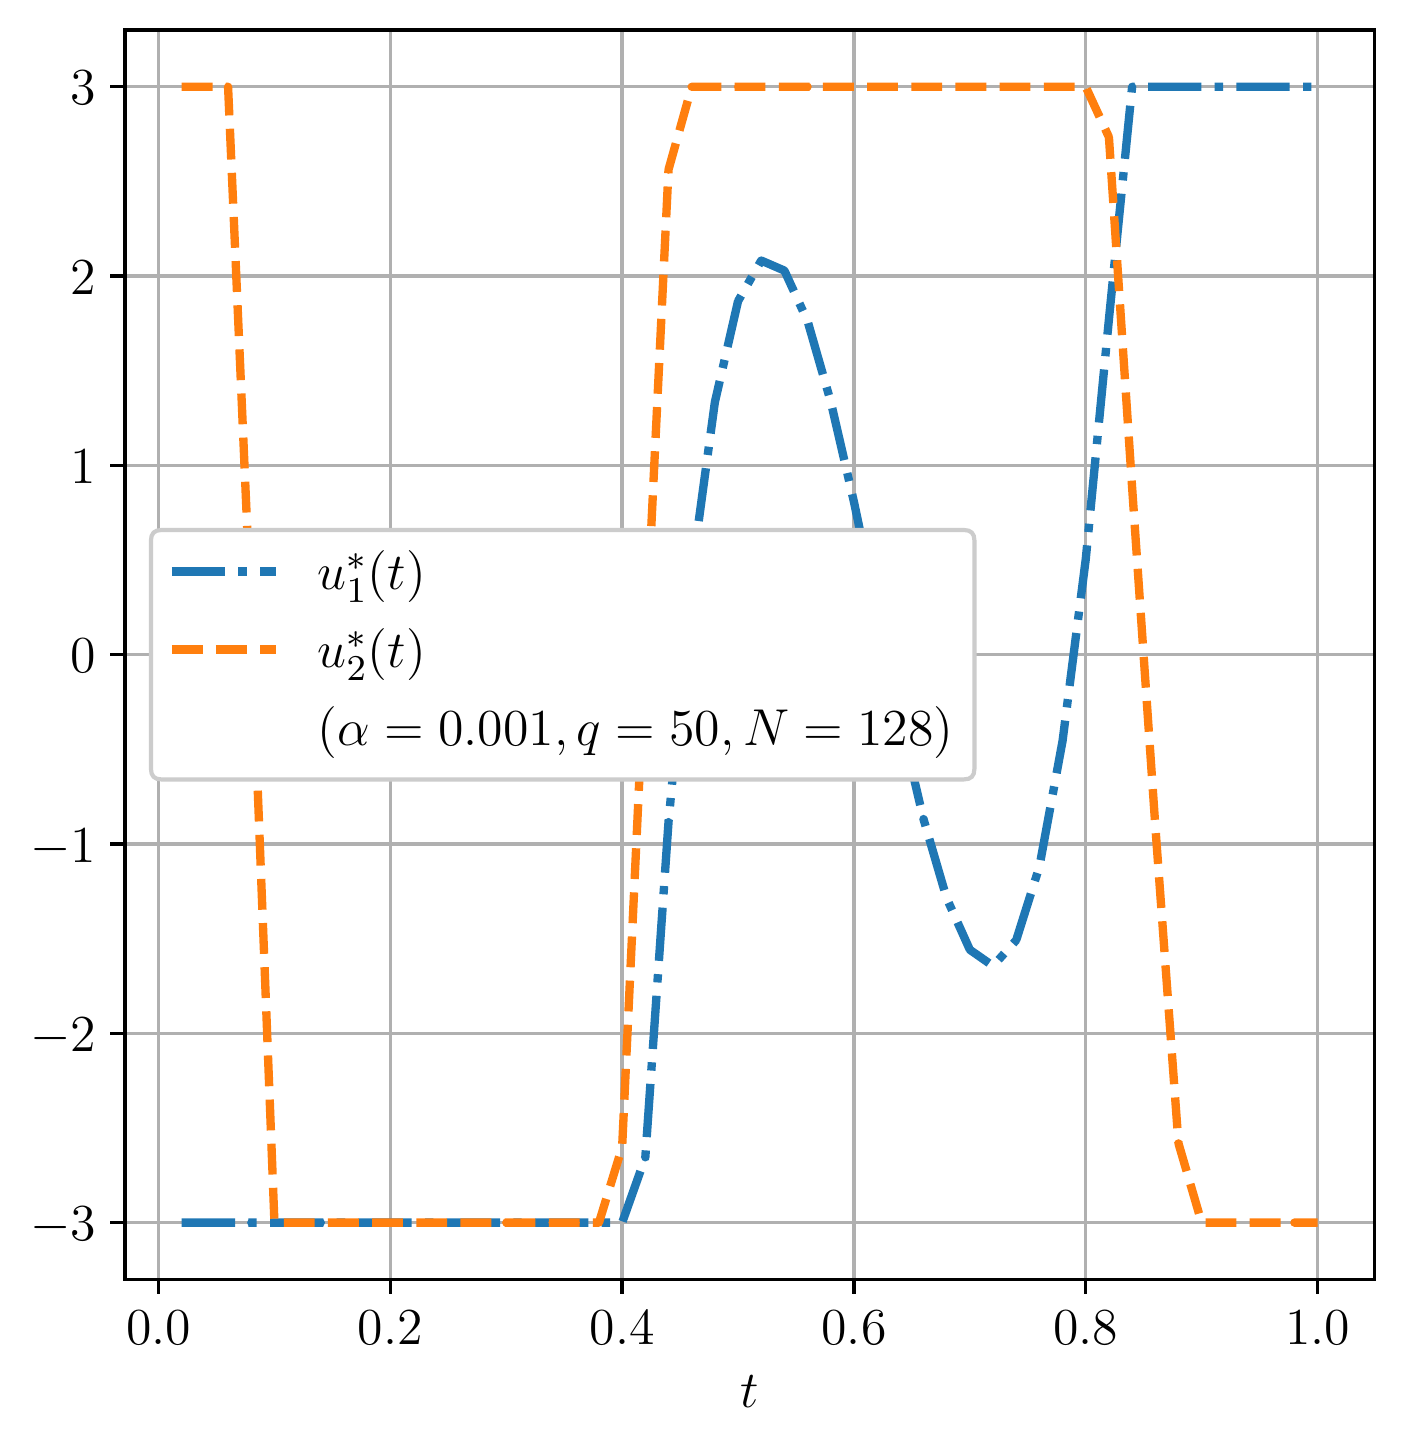 3
2
1
0
−1
−2
−3
u₁*(t)
u₂*(t)
(α = 0.001, q = 50, N = 128)
0.0 0.2 0.4 0.6 0.8 1.0
t